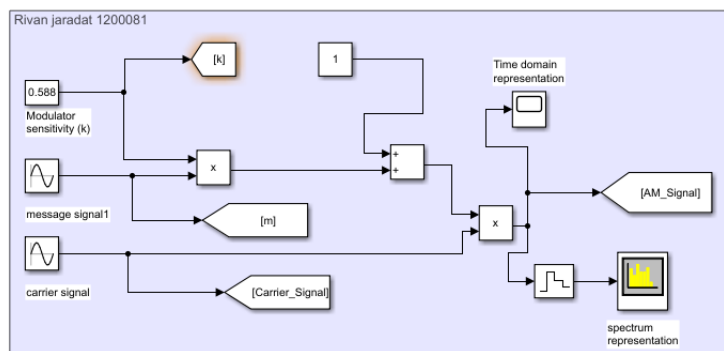 Rivan jaradat 1200081
[k]
1
Time domain
representation
0.588
Modulator
sensitivity (k)
x
+
+
message signal1
[m]
x
[AM_Signal]
carrier signal
[Carrier_Signal]
spectrum
representation